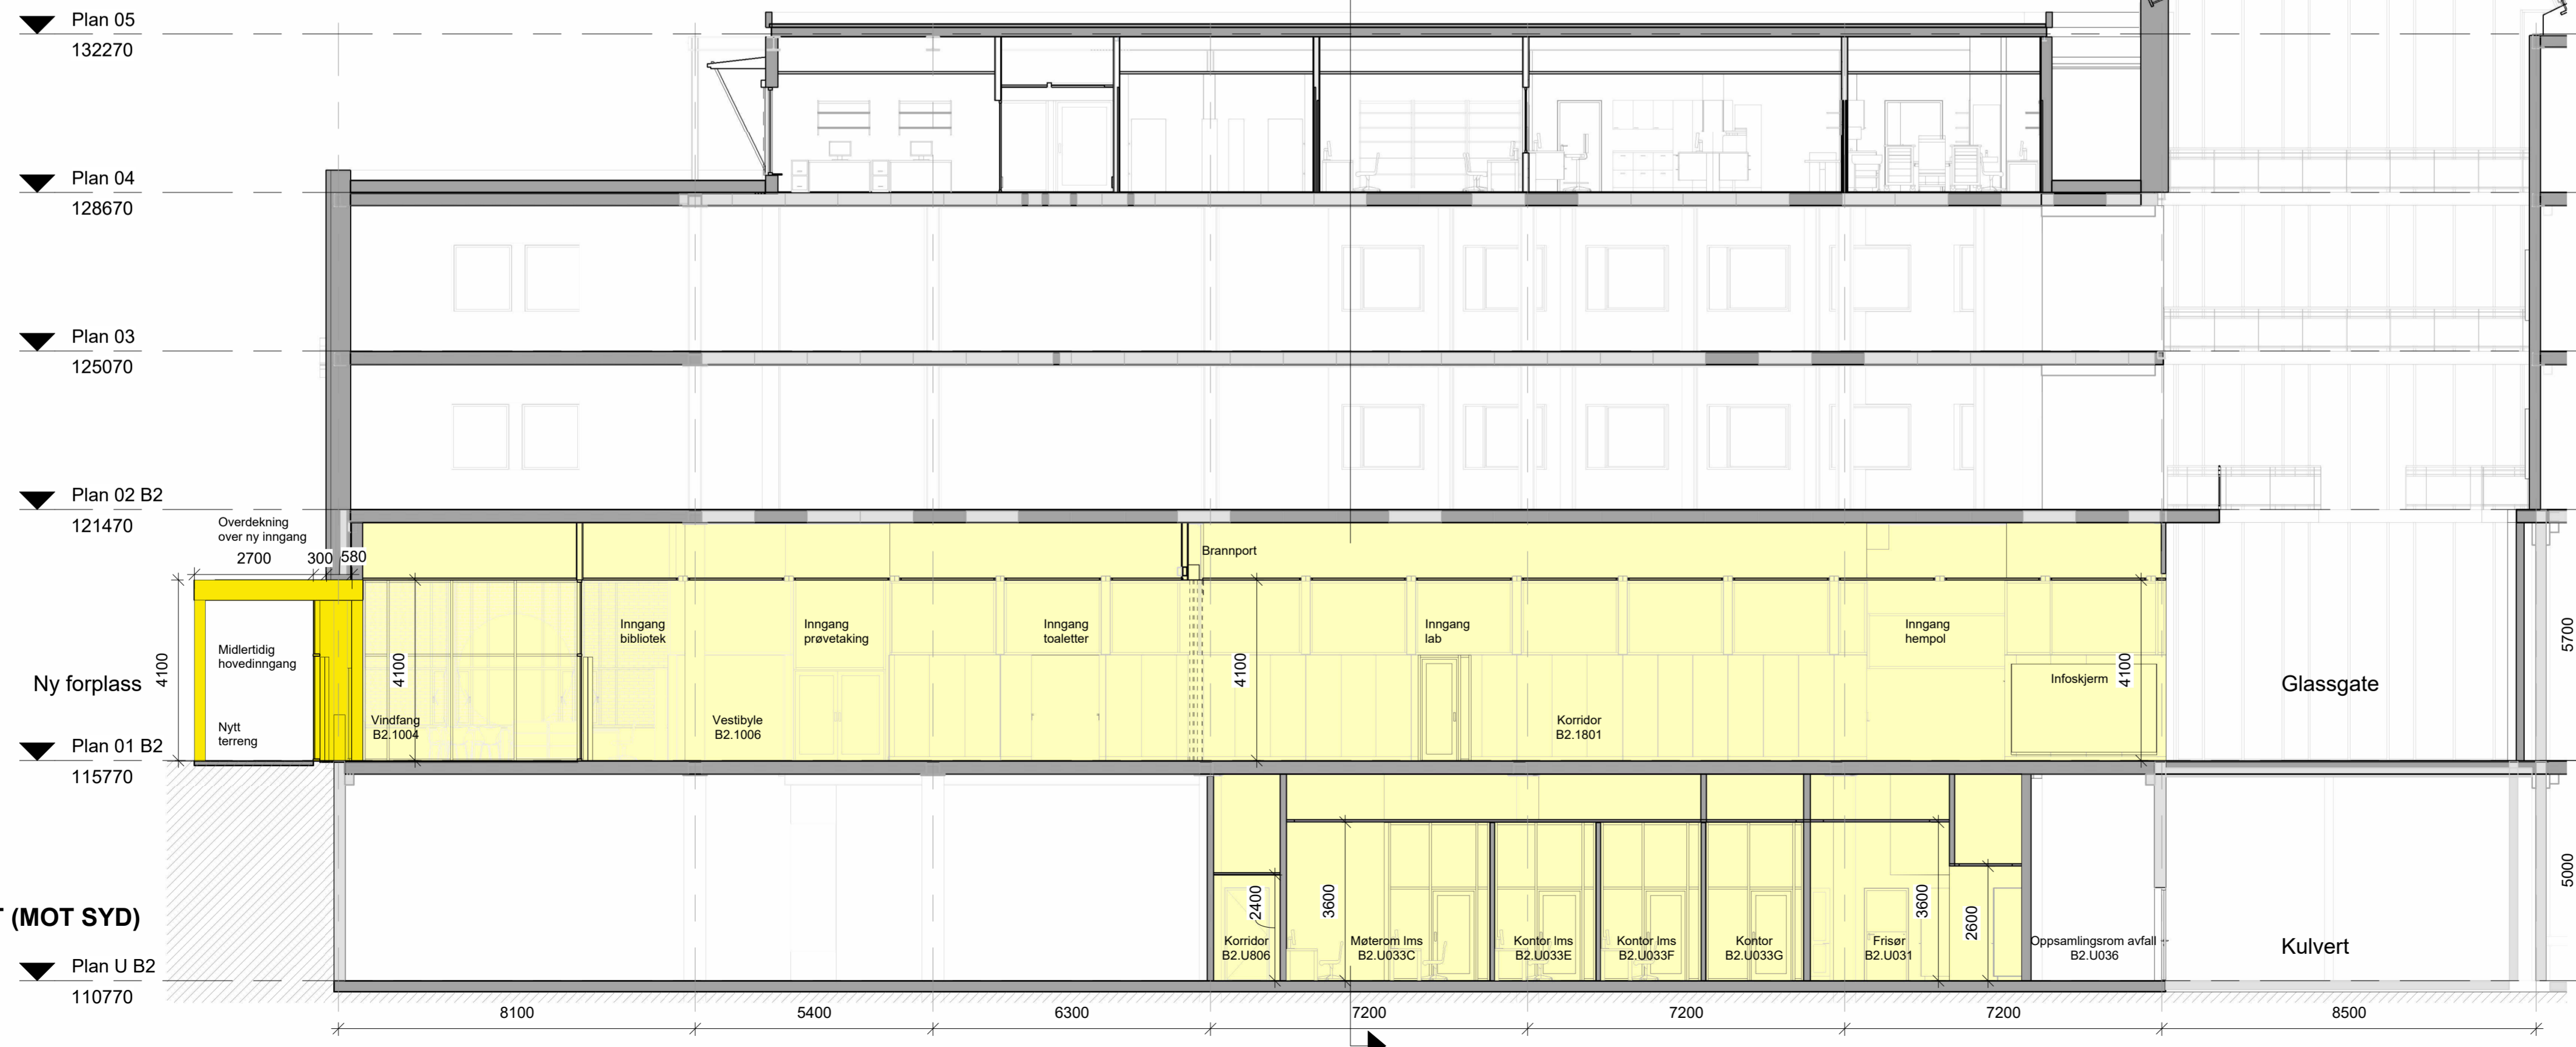 Plan 05
132270
Plan 04
128670
Plan 03
125070
Plan 02 B2
121470
Overdekning
over ny inngang
2700
300
580
Brannport
4100
Midlertidig
hovedinngang
Ny forplass
Nytt
terreng
4100
Vindfang
B2.1004
Inngang
bibliotek
Vestibyle
B2.1006
Inngang
prøvetaking
Inngang
toaletter
4100
Inngang
lab
Korridor
B2.1801
Inngang
hempol
Infoskjerm
4100
Glassgate
5700
Plan 01 B2
115770
T (MOT SYD)
Plan U B2
110770
2400
Korridor
B2.U806
3600
Møterom lms
B2.U033C
Kontor lms
B2.U033E
Kontor lms
B2.U033F
Kontor
B2.U033G
Frisør
B2.U031
3600
2600
Oppsamlingsrom avfall
B2.U036
Kulvert
5000
8100
5400
6300
7200
7200
7200
8500